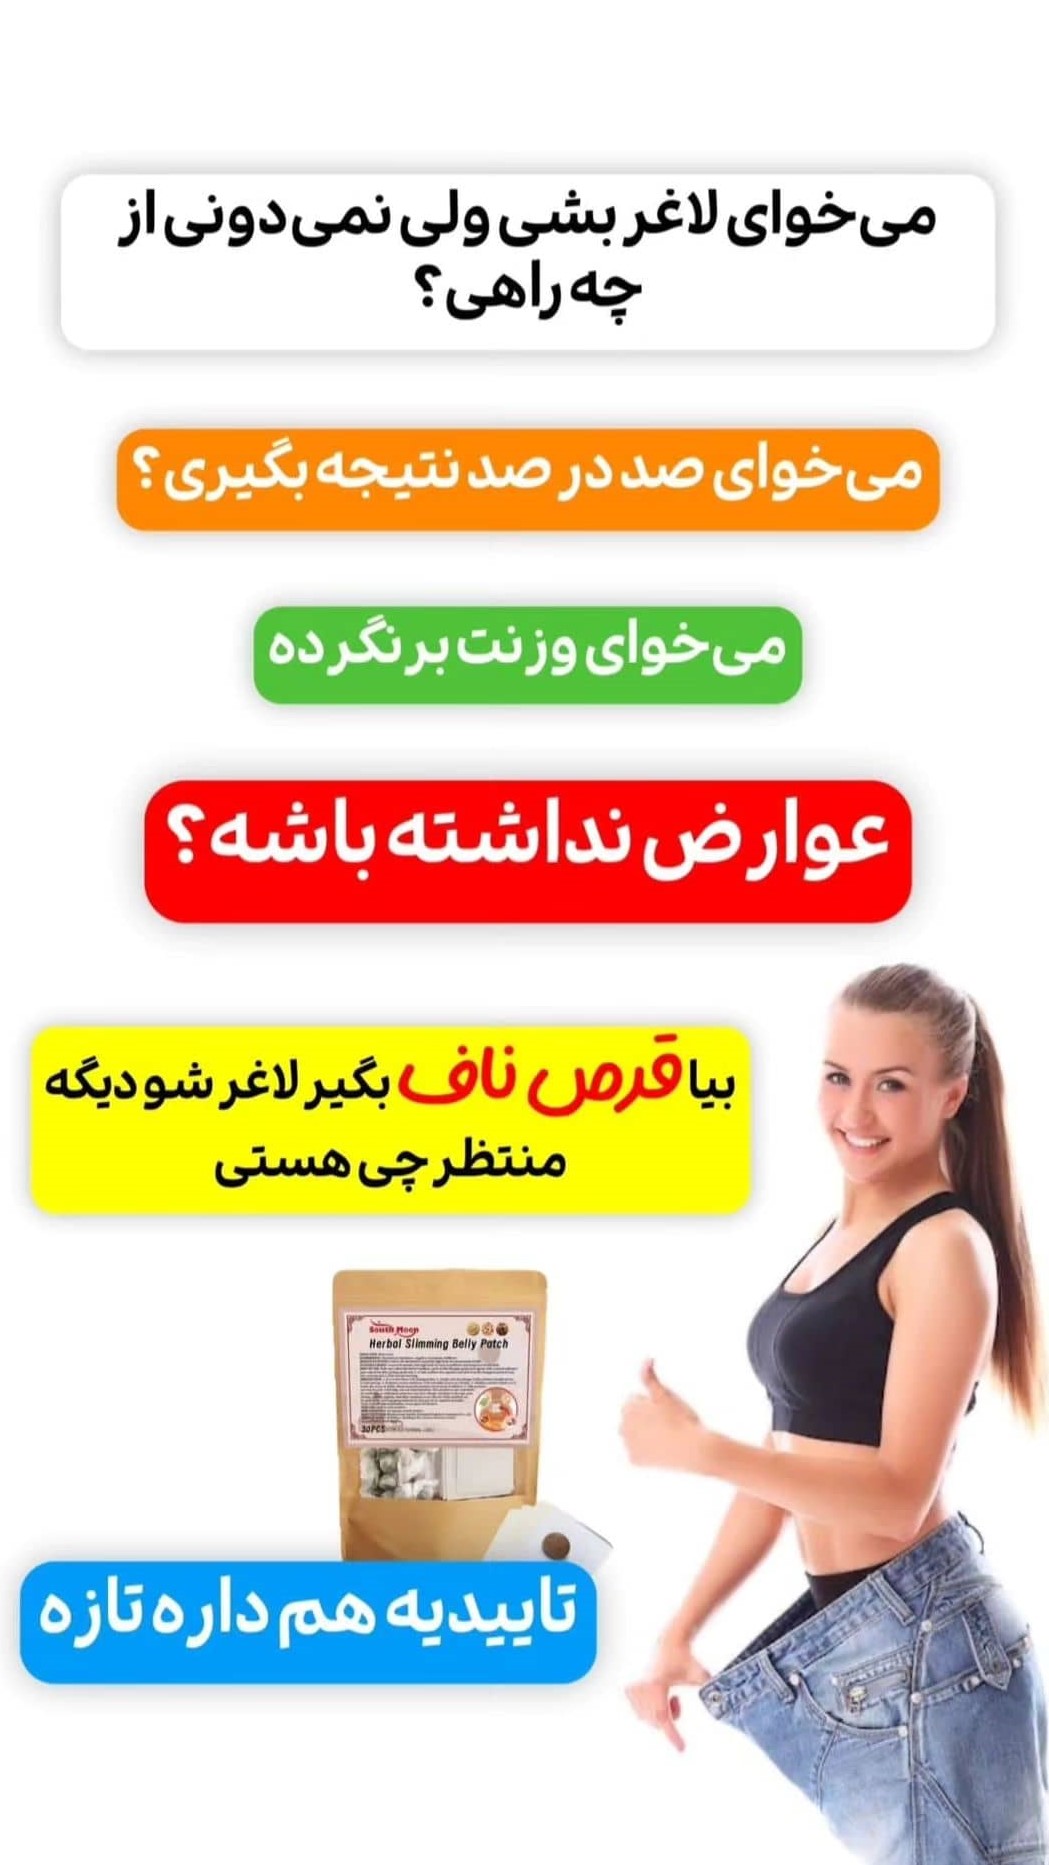 می‌خوای لاغر بشی ولی نمی‌دونی از
چه راهی؟
می‌خوای صد در صد نتیجه بگیری؟
می‌خوای وزنت برنگرده
عوارض نداشته باشه؟
بیا قرص ناف بگیر لاغر شو دیگه
منتظر چی هستی
South Moon
Herbal Slimming Belly Patch
30PCS
تاییدیه هم داره تازه